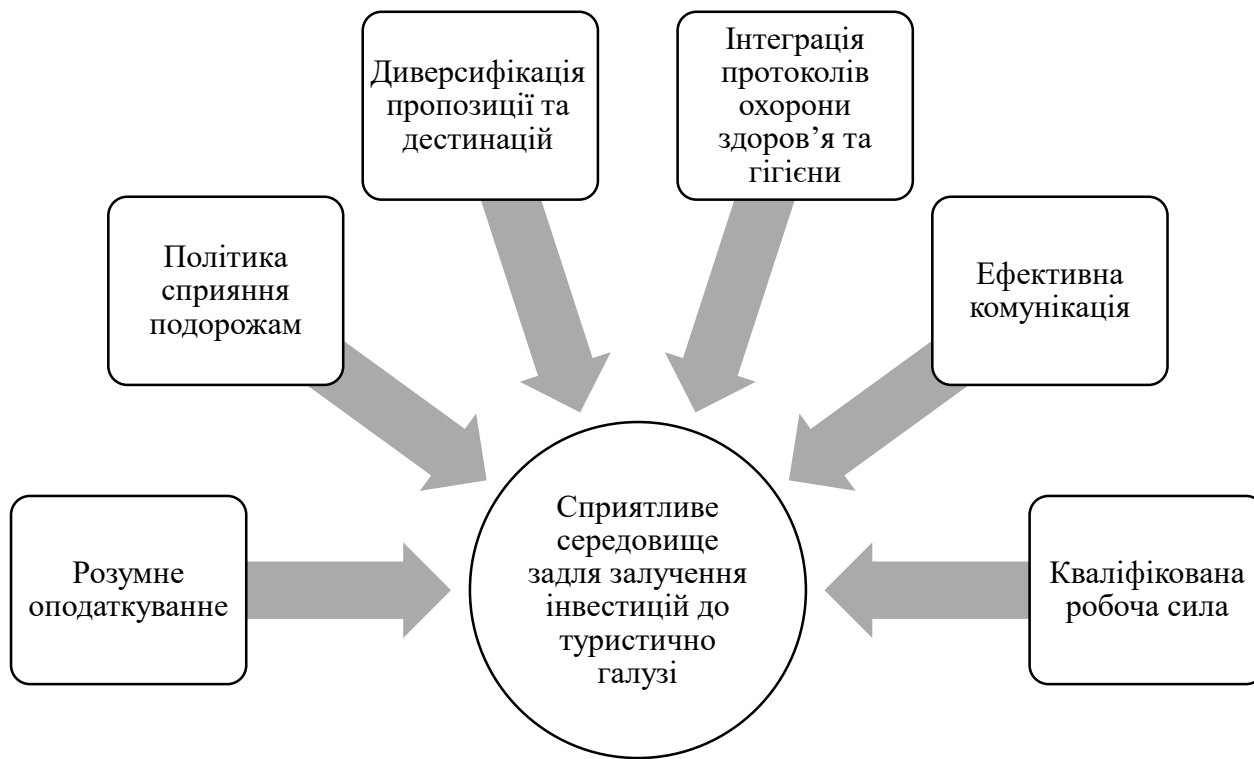 Диверсифікація
пропозиції та
дестинацій
Інтеграція
протоколів
охорони
здоров’я та
гігієни
Політика
сприяння
подорожам
Ефективна
комунікація
Розумне
оподаткуванне
Сприятливе
середовище
задля залучення
інвестицій до
туристично
галузі
Кваліфікована
робоча сила